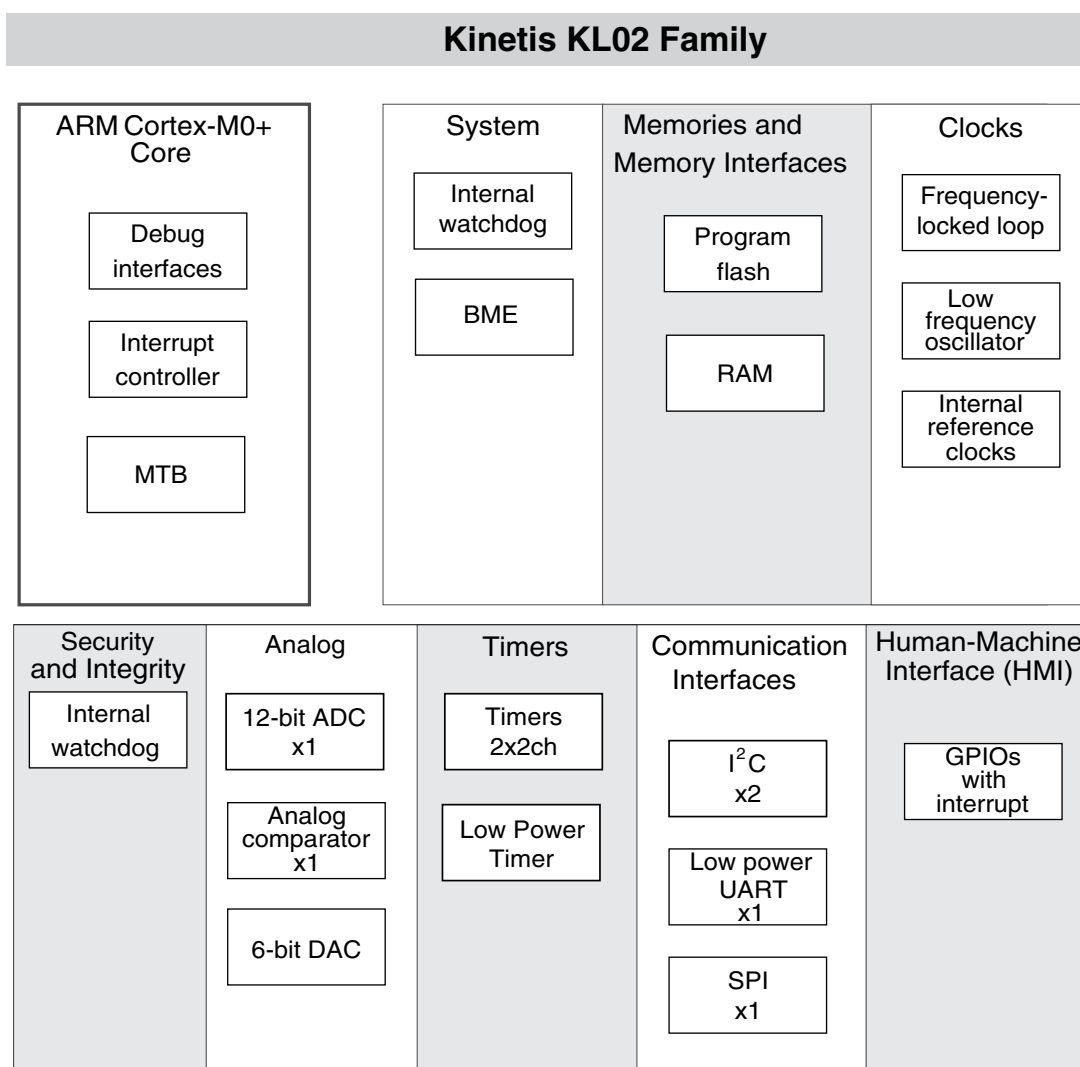 Kinetis KL02 Family
ARM Cortex-M0+
Core
Debug
interfaces
Interrupt
controller
MTB
System
Internal
watchdog
BME
Memories and
Memory Interfaces
Program
flash
RAM
Clocks
Frequency-
locked loop
Low
frequency
oscillator
Internal
reference
clocks
Security
and Integrity
Internal
watchdog
Analog
12-bit ADC
x1
Analog
comparator
x1
6-bit DAC
Timers
Timers
2x2ch
Low Power
Timer
Communication
Interfaces
I²C
x2
Low power
UART
x1
SPI
x1
Human-Machine
Interface (HMI)
GPIOs
with
interrupt